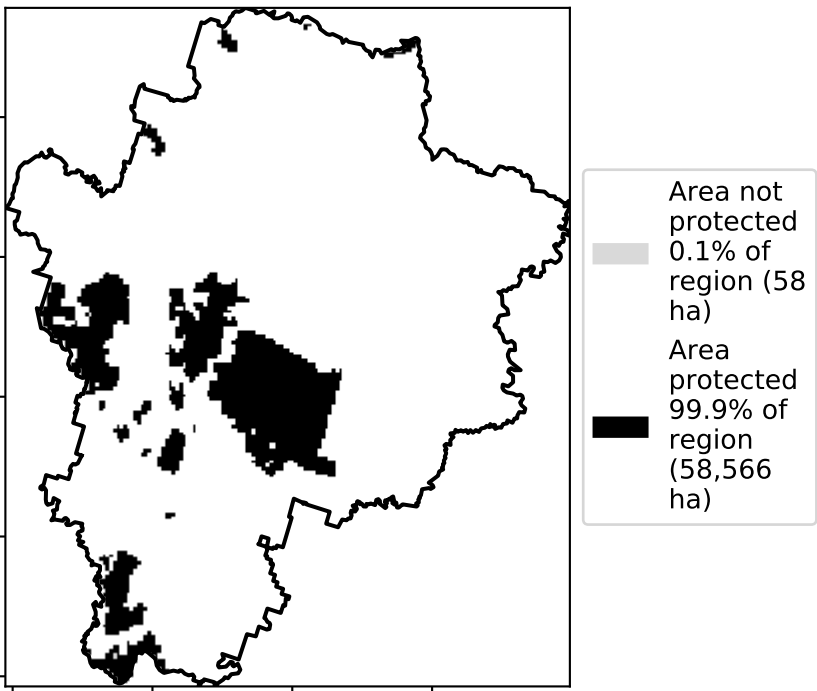 Area not
protected
0.1% of
region (58
ha)
Area
protected
99.9% of
region
(58,566
ha)